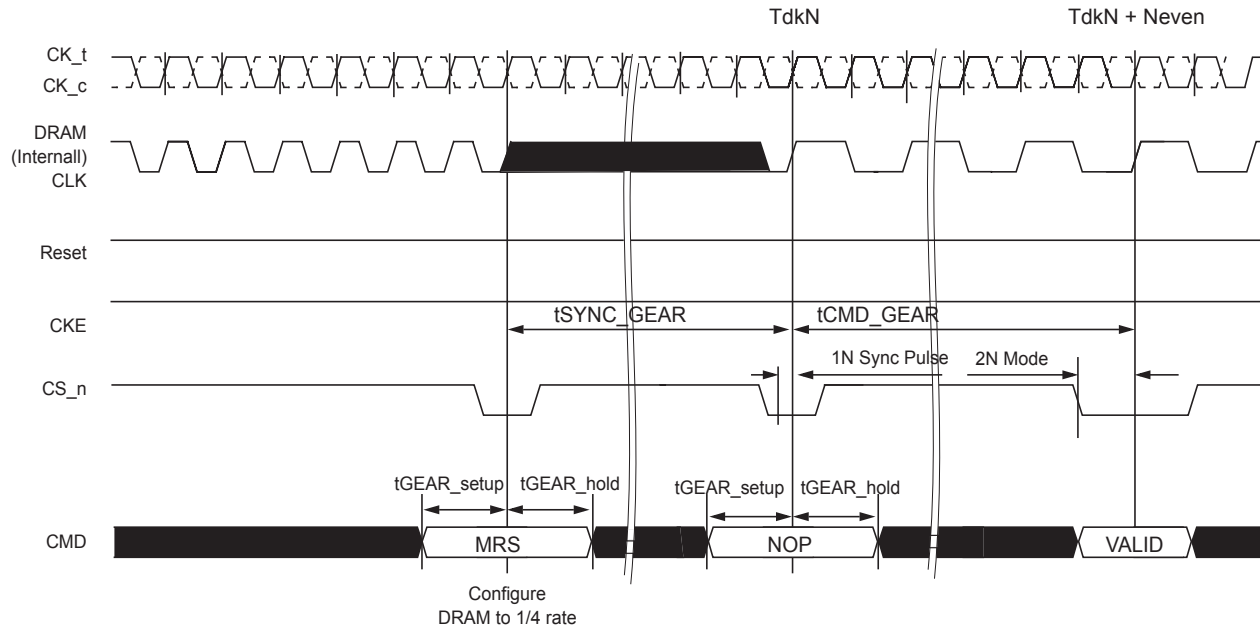 TdkN
TdkN + Neven
CK_t
CK_c
DRAM
(Internall)
CLK
Reset
CKE
tSYNC_GEAR
tCMD_GEAR
1N Sync Pulse
2N Mode
CS_n
tGEAR_setup
tGEAR_hold
tGEAR_setup
tGEAR_hold
CMD
MRS
NOP
VALID
Configure
DRAM to 1/4 rate